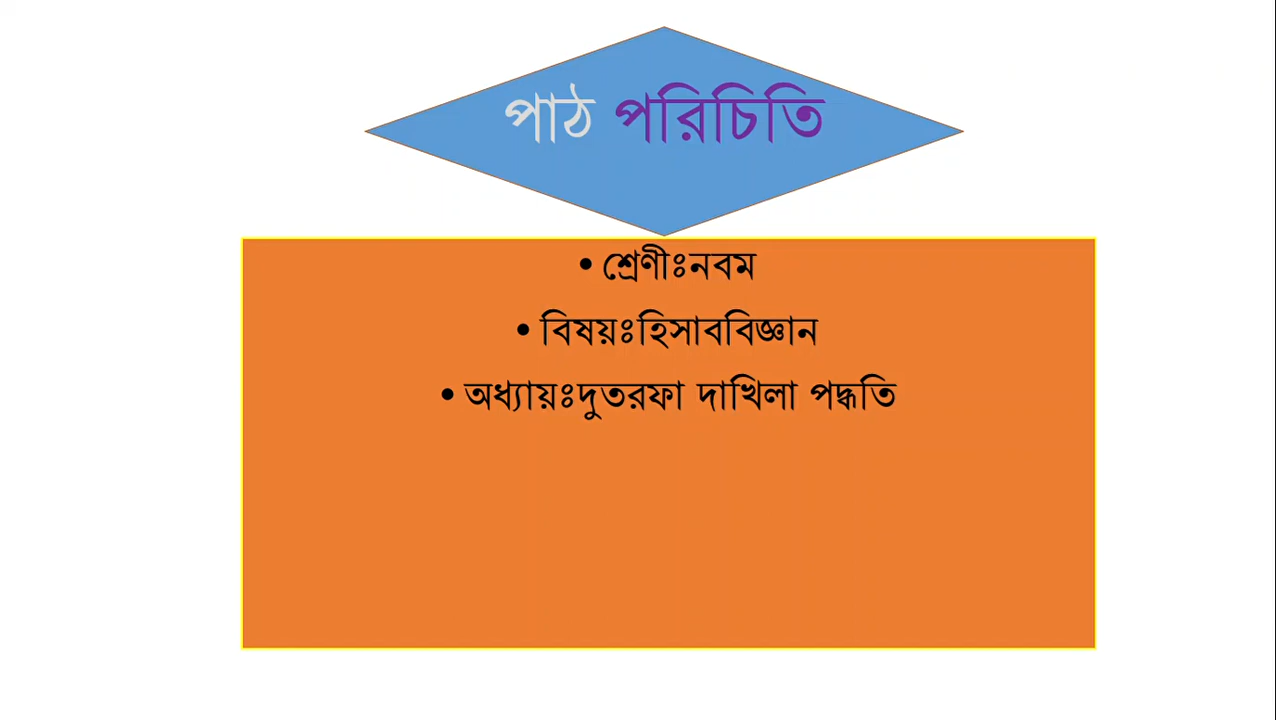 পাঠ পরিচিতি
• শ্রেণীঃনবম
• বিষয়ঃহিসাববিজ্ঞান
• অধ্যায়ঃদুতরফা দাখিলা পদ্ধতি